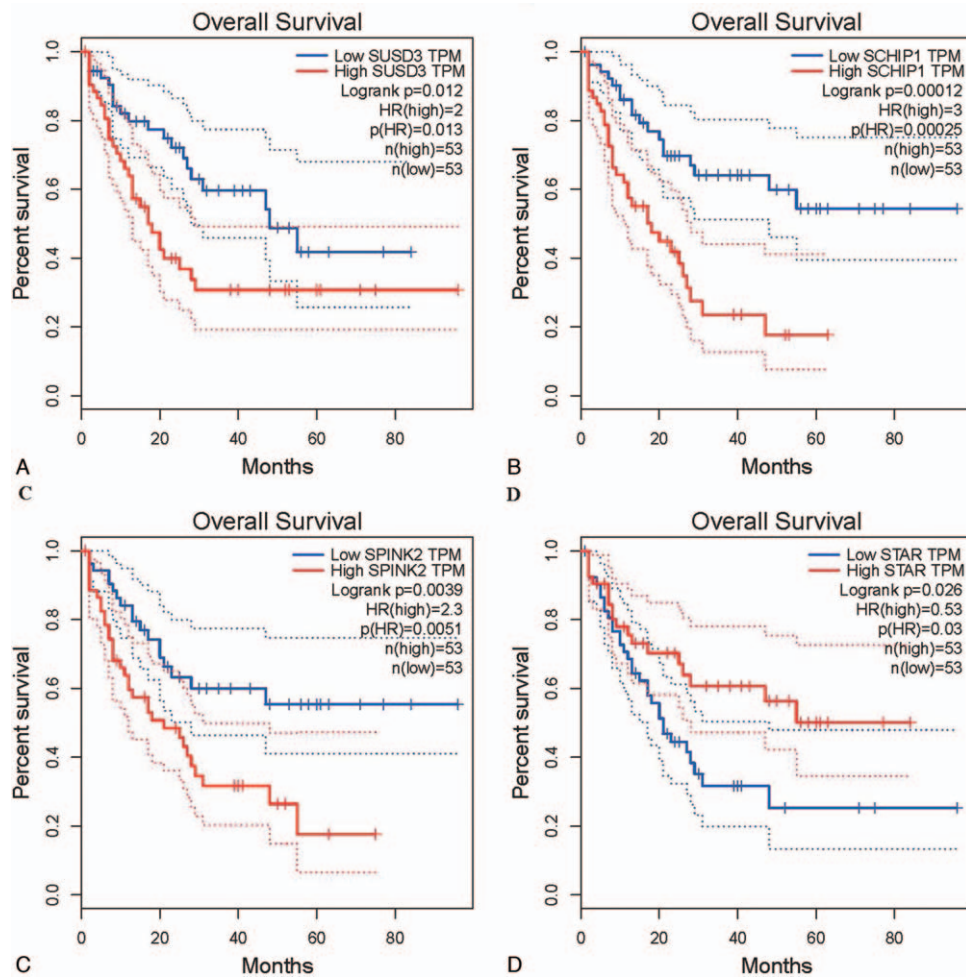 Overall Survival
Percent survival
1.0
0.8
0.6
0.4
0.2
0.0
Low SUSD3 TPM
High SUSD3 TPM
Logrank p=0.012
HR(high)=2
p(HR)=0.013
n(high)=53
n(low)=53
0 20 40 60 80
Months
A
Overall Survival
Percent survival
1.0
0.8
0.6
0.4
0.2
0.0
Low SCHIP1 TPM
High SCHIP1 TPM
Logrank p=0.00012
HR(high)=3
p(HR)=0.00025
n(high)=53
n(low)=53
0 20 40 60 80
Months
B
C
Overall Survival
Percent survival
1.0
0.8
0.6
0.4
0.2
0.0
Low SPINK2 TPM
High SPINK2 TPM
Logrank p=0.0039
HR(high)=2.3
p(HR)=0.0051
n(high)=53
n(low)=53
0 20 40 60 80
Months
C
D
Overall Survival
Percent survival
1.0
0.8
0.6
0.4
0.2
0.0
Low STAR TPM
High STAR TPM
Logrank p=0.026
HR(high)=0.53
p(HR)=0.03
n(high)=53
n(low)=53
0 20 40 60 80
Months
D